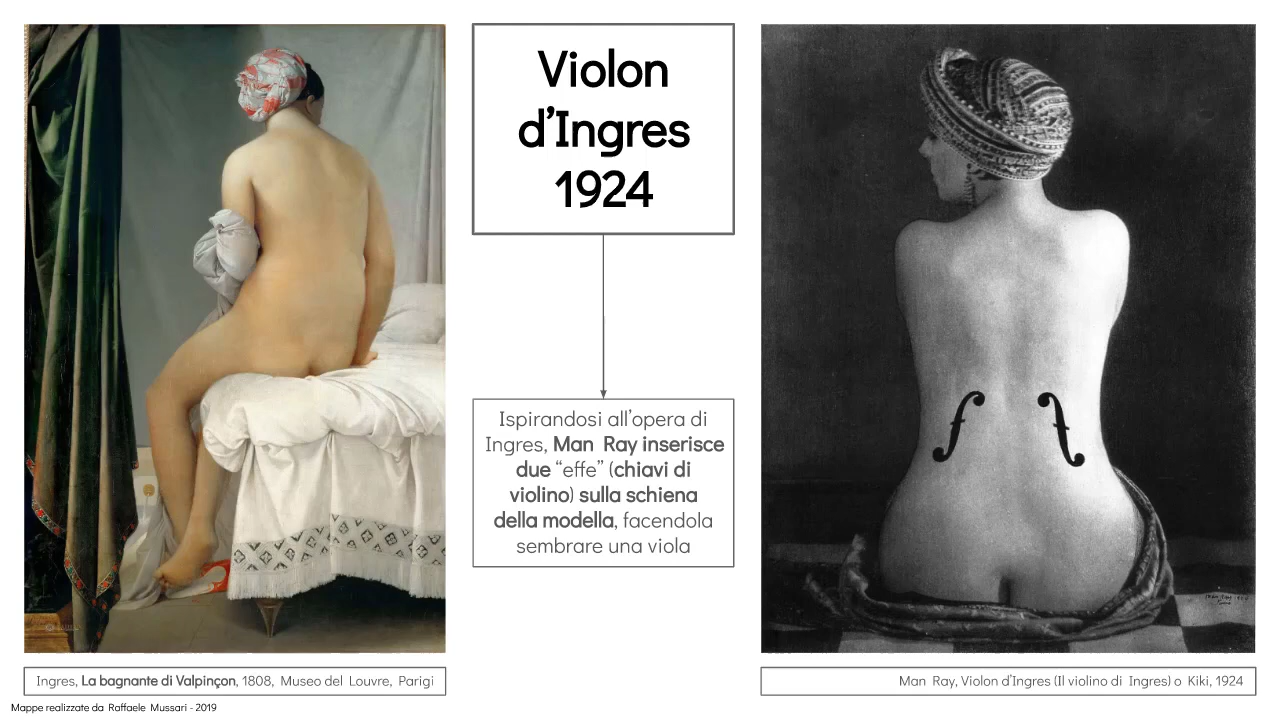 Violon
d'Ingres
1924
Ispirandosi all'opera di
Ingres, Man Ray inserisce
due “effe” (chiavi di
violino) sulla schiena
della modella, facendola
sembrare una viola
Ingres, La bagnante di Valpinçon, 1808, Museo del Louvre, Parigi
Man Ray, Violon d'Ingres (Il violino di Ingres) o Kiki, 1924
Mappe realizzate da Raffaele Mussari - 2019